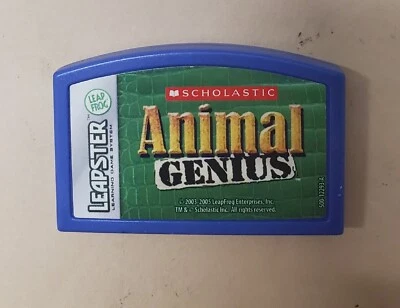 LEAP
FROG
LEAPSTER™
LEARNING GAME SYSTEM
SCHOLASTIC
Animal
GENIUS
© 2003-2005 LeapFrog Enterprises, Inc.
TM & © Scholastic Inc. All rights reserved.